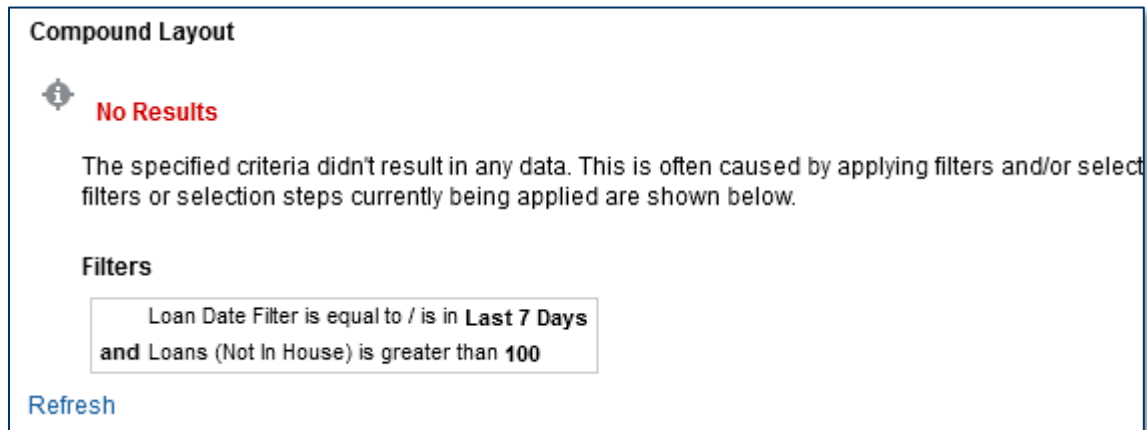 Compound Layout
No Results
The specified criteria didn't result in any data. This is often caused by applying filters and/or select
filters or selection steps currently being applied are shown below.
Filters
Loan Date Filter is equal to / is in Last 7 Days
and Loans (Not In House) is greater than 100
Refresh